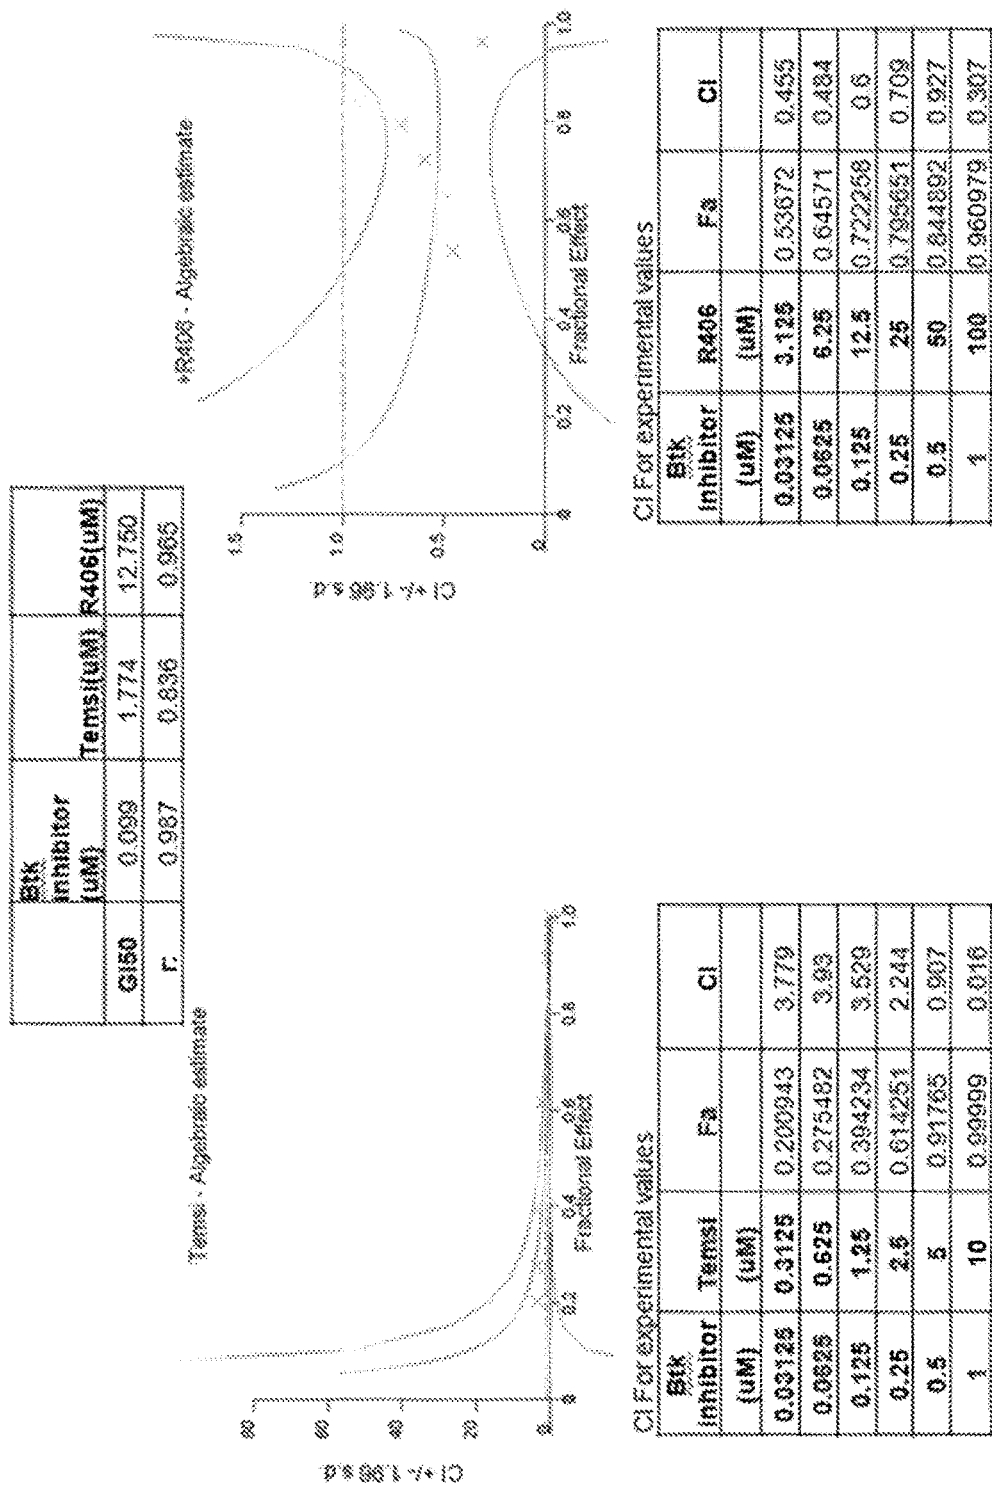 Btk inhibitor (uM) Temsi(uM) R406(uM)
GI50 0.099 1.774 12.750
r: 0.987 0.836 0.965
Temsi - Algebraic estimate
CI +/- 1.96 s.d.
80
60
40
20
0
0 0.2 0.4 0.6 0.8 1.0
Fractional Effect
CI For experimental values
Btk inhibitor Temsi Fa CI
(uM) (uM)
0.03125 0.3125 0.200943 3.779
0.0625 0.625 0.275482 3.93
0.125 1.25 0.394234 3.529
0.25 2.5 0.614251 2.244
0.5 5 0.91765 0.907
1 10 0.99999 0.016
+R406 - Algebraic estimate
CI +/- 1.96 s.d.
1.5
1.0
0.5
0
0 0.2 0.4 0.6 0.8 1.0
Fractional Effect
CI For experimental values
Btk inhibitor R406 Fa CI
(uM) (uM)
0.03125 3.125 0.53672 0.455
0.0625 6.25 0.64571 0.484
0.125 12.5 0.722258 0.6
0.25 25 0.795651 0.709
0.5 50 0.844892 0.927
1 100 0.960979 0.307